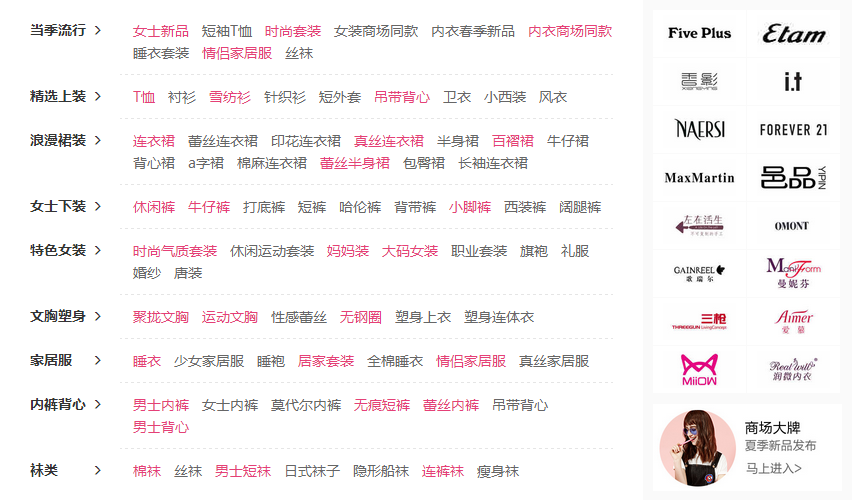 当季流行 > 女士新品 短袖T恤 时尚套装 女装商场同款 内衣春季新品 内衣商场同款
睡衣套装 情侣家居服 丝袜
精选上装 > T恤 衬衫 雪纺衫 针织衫 短外套 吊带背心 卫衣 小西装 风衣
浪漫裙装 > 连衣裙 蕾丝连衣裙 印花连衣裙 真丝连衣裙 半身裙 百褶裙 牛仔裙
背心裙 a字裙 棉麻连衣裙 蕾丝半身裙 包臀裙 长袖连衣裙
女士下装 > 休闲裤 牛仔裤 打底裤 短裤 哈伦裤 背带裤 小脚裤 西装裤 阔腿裤
特色女装 > 时尚气质套装 休闲运动套装 妈妈装 大码女装 职业套装 旗袍 礼服
婚纱 唐装
文胸塑身 > 聚拢文胸 运动文胸 性感蕾丝 无钢圈 塑身上衣 塑身连体衣
家居服 > 睡衣 少女家居服 睡袍 居家套装 全棉睡衣 情侣家居服 真丝家居服
内裤背心 > 男士内裤 女士内裤 莫代尔内裤 无痕短裤 蕾丝内裤 吊带背心
男士背心
袜类 > 棉袜 丝袜 男士短袜 日式袜子 隐形船袜 连裤袜 瘦身袜
Five Plus
Etam
香影
XIANGYING
i.t
NAERSI
FOREVER 21
MaxMartin
邑品
YIPIN
左在活生
OMONT
GAINREEL
歌瑞尔
ManiForm
曼妮芬
三枪
THREEGUN LivingConcept
Aimer
爱慕
MiiOW
Realwill
润微内衣
商场大牌
夏季新品发布
马上进入>